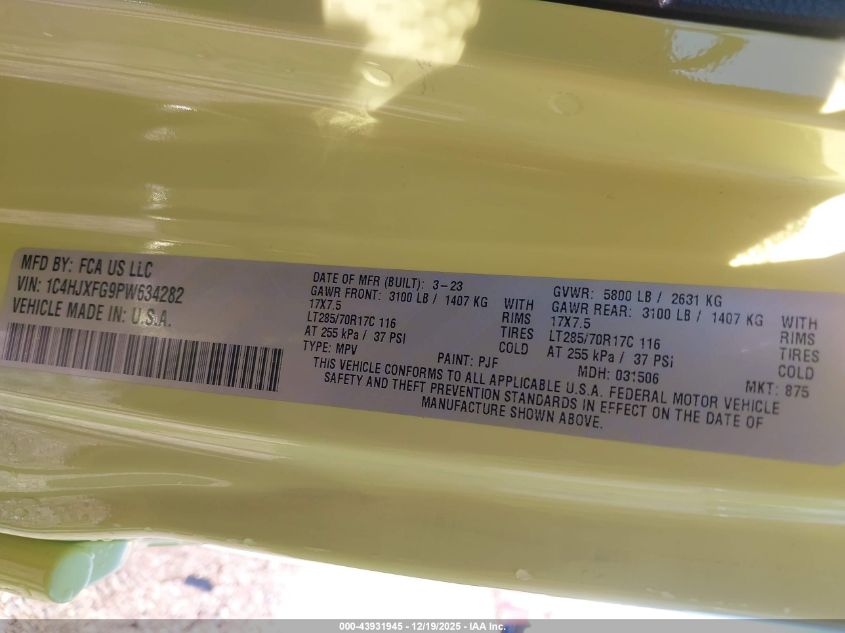 MFD BY: FCA US LLC
VIN: 1C4HJXFG9PW634282
VEHICLE MADE IN: U.S.A.
DATE OF MFR (BUILT): 3-23
GAWR FRONT: 3100 LB / 1407 KG WITH
17X7.5 RIMS
LT285/70R17C 116 TIRES
AT 255 kPa / 37 PSI COLD
TYPE: MPV PAINT: PJF
GVWR: 5800 LB / 2631 KG
GAWR REAR: 3100 LB / 1407 KG WITH
17X7.5 RIMS
LT285/70R17C 116 TIRES
AT 255 kPa / 37 PSI COLD
MDH: 031506 MKT: 875
THIS VEHICLE CONFORMS TO ALL APPLICABLE U.S.A. FEDERAL MOTOR VEHICLE
SAFETY AND THEFT PREVENTION STANDARDS IN EFFECT ON THE DATE OF
MANUFACTURE SHOWN ABOVE.
000-43931945 - 12/19/2025 - IAA Inc.